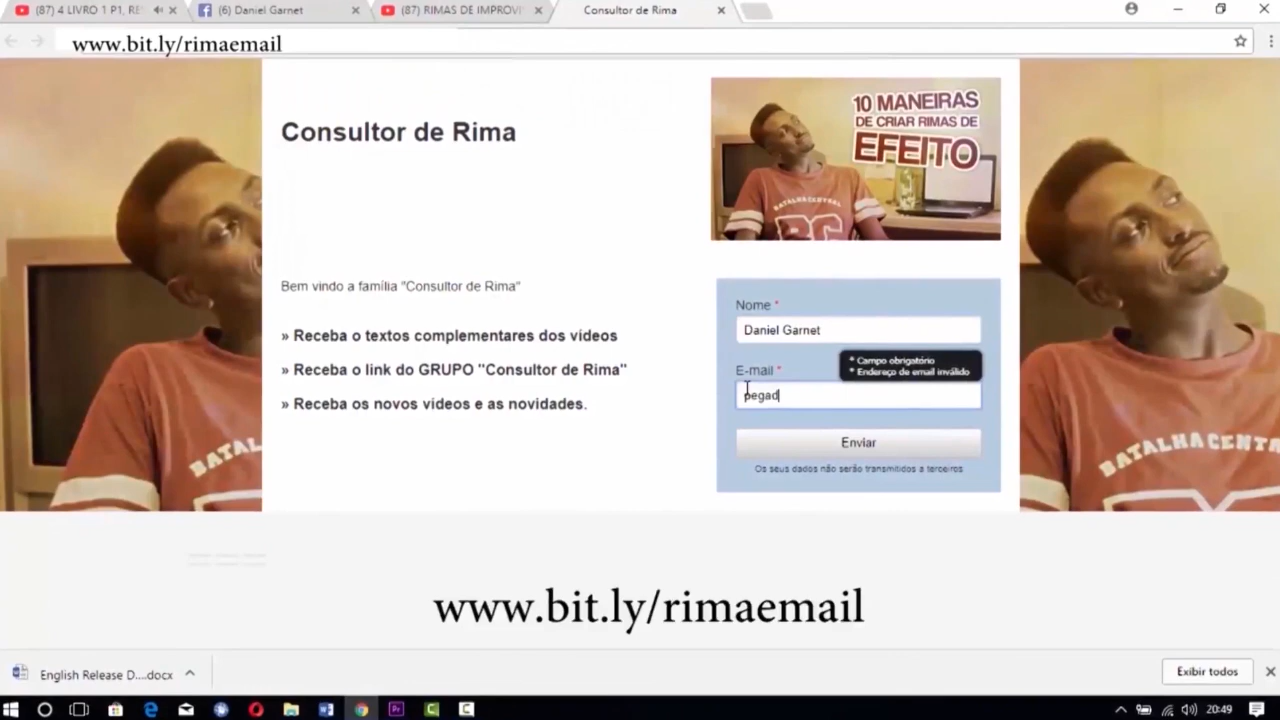 (87) 4 LIVRO 1 P1, RE
(6) Daniel Garnet
(87) RIMAS DE IMPROVI
Consultor de Rima
www.bit.ly/rimaemail
Consultor de Rima
10 MANEIRAS
DE CRIAR RIMAS DE
EFEITO
BATALHA CENTRAL
BC
Bem vindo a família "Consultor de Rima"
» Receba o textos complementares dos vídeos
» Receba o link do GRUPO "Consultor de Rima"
» Receba os novos vídeos e as novidades.
Nome *
Daniel Garnet
* Campo obrigatório
* Endereço de email inválido
E-mail *
pegad
Enviar
Os seus dados não serão transmitidos a terceiros
BATALHA
BATALHA CENTRA
www.bit.ly/rimaemail
English Release D....docx
Exibir todos
20:49